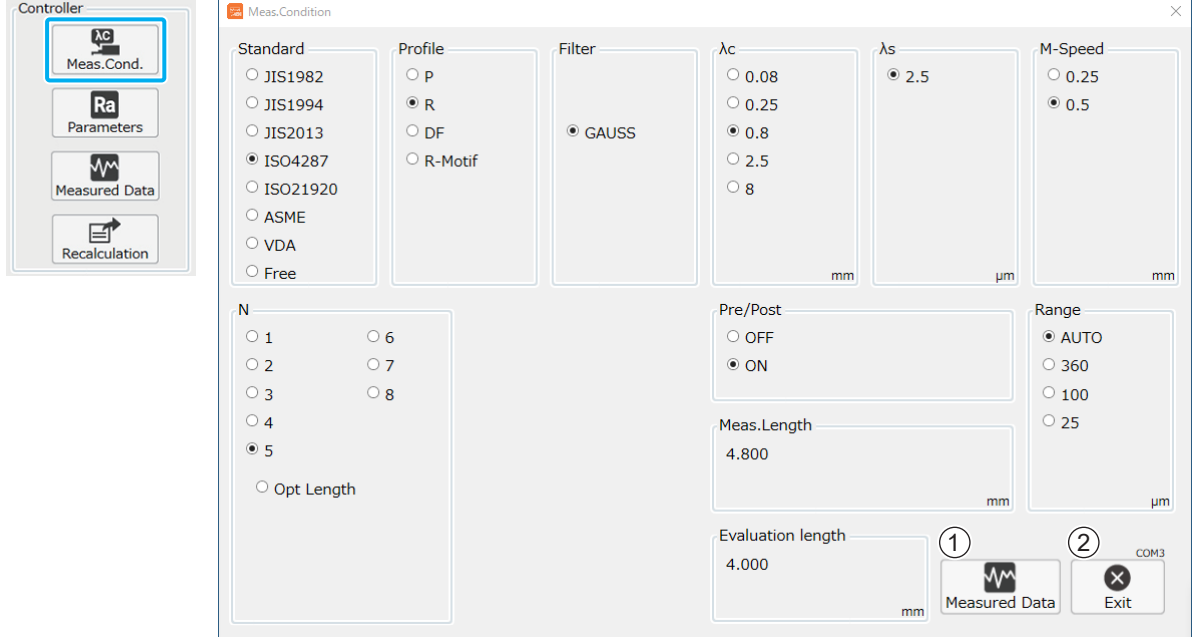 Controller
λc
Meas.Cond.
Ra
Parameters
Measured Data
Recalculation
Meas.Condition
Standard
JIS1982
JIS1994
JIS2013
ISO4287
ISO21920
ASME
VDA
Free
Profile
P
R
DF
R-Motif
Filter
GAUSS
λc
0.08
0.25
0.8
2.5
8
mm
λs
2.5
µm
M-Speed
0.25
0.5
mm
N
1
2
3
4
5
6
7
8
Opt Length
Pre/Post
OFF
ON
Meas.Length
4.800
mm
Evaluation length
4.000
mm
Range
AUTO
360
100
25
µm
1
Measured Data
2
COM3
Exit